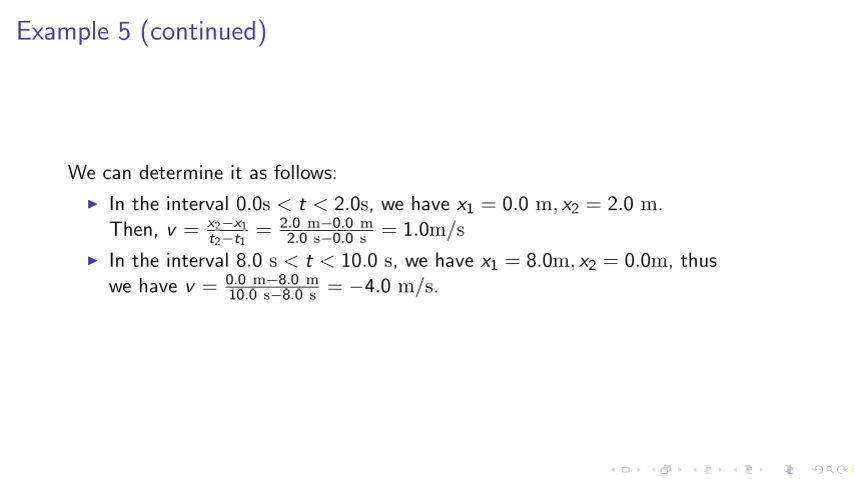 Example 5 (continued)
We can determine it as follows:
▶ In the interval 0.0s < t < 2.0s, we have x₁ = 0.0 m, x₂ = 2.0 m.
Then, v = (x₂−x₁)/(t₂−t₁) = (2.0 m−0.0 m)/(2.0 s−0.0 s) = 1.0m/s
▶ In the interval 8.0 s < t < 10.0 s, we have x₁ = 8.0m, x₂ = 0.0m, thus
we have v = (0.0 m−8.0 m)/(10.0 s−8.0 s) = −4.0 m/s.